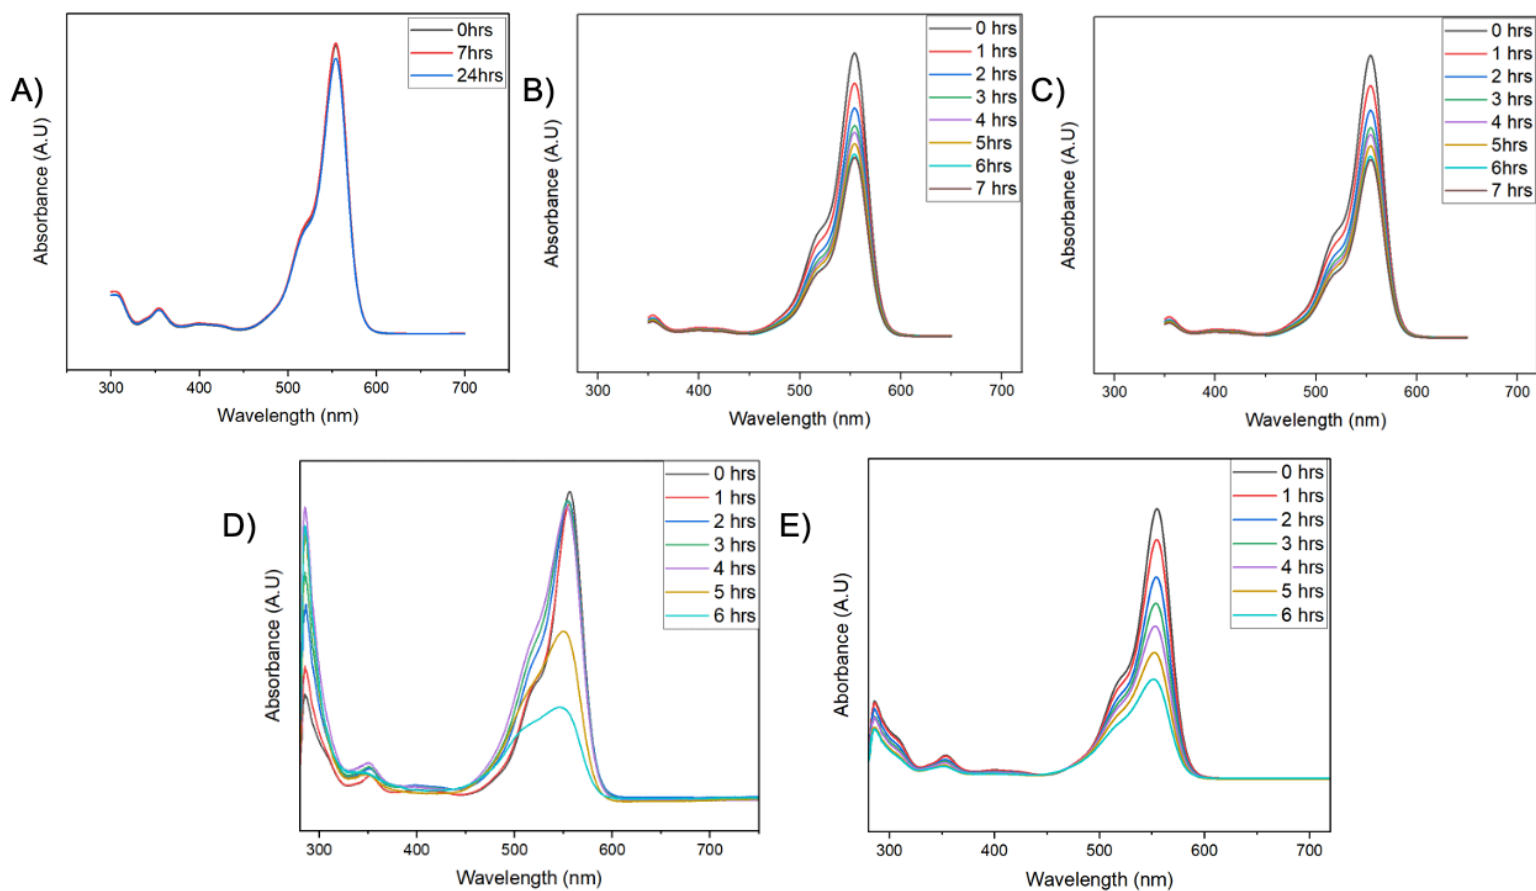 A)
Absorbance (A.U)
0hrs
7hrs
24hrs
300 400 500 600 700
Wavelength (nm)
B)
Absorbance (A.U)
0 hrs
1 hrs
2 hrs
3 hrs
4 hrs
5hrs
6hrs
7 hrs
300 400 500 600 700
Wavelength (nm)
C)
Absorbance (A.U)
0 hrs
1 hrs
2 hrs
3 hrs
4 hrs
5hrs
6hrs
7 hrs
300 400 500 600 700
Wavelength (nm)
D)
Absorbance (A.U)
0 hrs
1 hrs
2 hrs
3 hrs
4 hrs
5 hrs
6 hrs
300 400 500 600 700
Wavelength (nm)
E)
Aborbance (A.U)
0 hrs
1 hrs
2 hrs
3 hrs
4 hrs
5 hrs
6 hrs
300 400 500 600 700
Wavelength (nm)